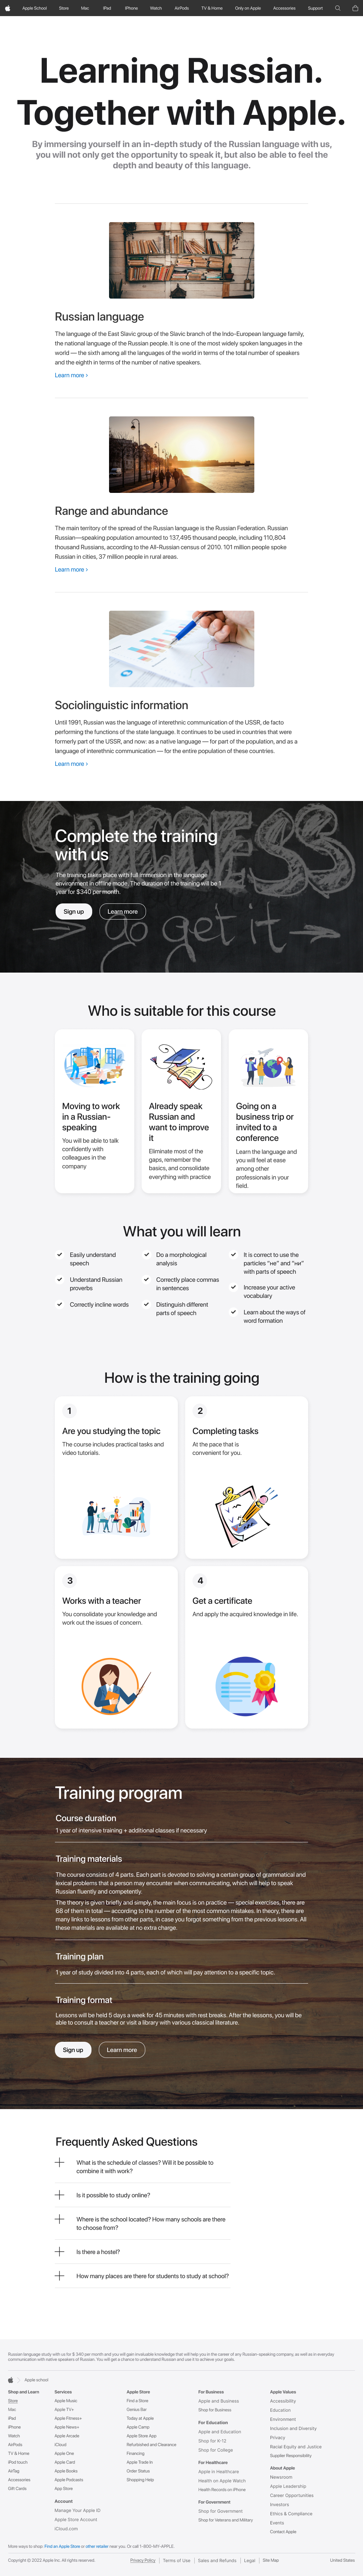 Apple School Store Mac iPad iPhone Watch AirPods TV & Home Only on Apple Accessories Support
Learning Russian.
Together with Apple.
By immersing yourself in an in-depth study of the Russian language with us,
you will not only get the opportunity to speak it, but also be able to feel the
depth and beauty of this language.
Russian language
The language of the East Slavic group of the Slavic branch of the Indo-European language family,
the national language of the Russian people. It is one of the most widely spoken languages in the
world — the sixth among all the languages of the world in terms of the total number of speakers
and the eighth in terms of the number of native speakers.
Learn more >
Range and abundance
The main territory of the spread of the Russian language is the Russian Federation. Russian
Russian—speaking population amounted to 137,495 thousand people, including 110,804
thousand Russians, according to the All-Russian census of 2010. 101 million people spoke
Russian in cities, 37 million people in rural areas.
Learn more >
Sociolinguistic information
Until 1991, Russian was the language of interethnic communication of the USSR, de facto
performing the functions of the state language. It continues to be used in countries that were
formerly part of the USSR, and now: as a native language — for part of the population, and as a
language of interethnic communication — for the entire population of these countries.
Learn more >
Complete the training
with us
The training takes place with full immersion in the language
environment in offline mode. The duration of the training will be 1
year for $340 per month.
Sign up
Learn more
Who is suitable for this course
Moving to work
in a Russian-
speaking
You will be able to talk
confidently with
colleagues in the
company
Already speak
Russian and
want to improve
it
Eliminate most of the
gaps, remember the
basics, and consolidate
everything with practice
Going on a
business trip or
invited to a
conference
Learn the language and
you will feel at ease
among other
professionals in your
field.
What you will learn
Easily understand
speech
Do a morphological
analysis
It is correct to use the
particles "не" and "ни"
with parts of speech
Understand Russian
proverbs
Correctly place commas
in sentences
Increase your active
vocabulary
Correctly incline words
Distinguish different
parts of speech
Learn about the ways of
word formation
How is the training going
1
Are you studying the topic
The course includes practical tasks and
video tutorials.
2
Completing tasks
At the pace that is
convenient for you.
3
Works with a teacher
You consolidate your knowledge and
work out the issues of concern.
4
Get a certificate
And apply the acquired knowledge in life.
Training program
Course duration
1 year of intensive training + additional classes if necessary
Training materials
The course consists of 4 parts. Each part is devoted to solving a certain group of grammatical and
lexical problems that a person may encounter when communicating, which will help to speak
Russian fluently and competently.
The theory is given briefly and simply, the main focus is on practice — special exercises, there are
68 of them in total — according to the number of the most common mistakes. In theory, there are
many links to lessons from other parts, in case you forgot something from the previous lessons. All
these materials are available at no extra charge.
Training plan
1 year of study divided into 4 parts, each of which will pay attention to a specific topic.
Training format
Lessons will be held 5 days a week for 45 minutes with rest breaks. After the lessons, you will be
able to consult a teacher or visit a library with various classical literature.
Sign up
Learn more
Frequently Asked Questions
What is the schedule of classes? Will it be possible to
combine it with work?
Is it possible to study online?
Where is the school located? How many schools are there
to choose from?
Is there a hostel?
How many places are there for students to study at school?
Russian language study with us for $ 340 per month and you will gain invaluable knowledge that will help you in the career of any Russian-speaking company, as well as in everyday
communication with native speakers of Russian. You will get a chance to understand Russian and use it to achieve your goals.
Apple school
Shop and Learn
Store
Mac
iPad
iPhone
Watch
AirPods
TV & Home
iPod touch
AirTag
Accessories
Gift Cards
Services
Apple Music
Apple TV+
Apple Fitness+
Apple News+
Apple Arcade
iCloud
Apple One
Apple Card
Apple Books
Apple Podcasts
App Store
Account
Manage Your Apple ID
Apple Store Account
iCloud.com
Apple Store
Find a Store
Genius Bar
Today at Apple
Apple Camp
Apple Store App
Refurbished and Clearance
Financing
Apple Trade In
Order Status
Shopping Help
For Business
Apple and Business
Shop for Business
For Education
Apple and Education
Shop for K-12
Shop for College
For Healthcare
Apple in Healthcare
Health on Apple Watch
Health Records on iPhone
For Government
Shop for Government
Shop for Veterans and Military
Apple Values
Accessibility
Education
Environment
Inclusion and Diversity
Privacy
Racial Equity and Justice
Supplier Responsibility
About Apple
Newsroom
Apple Leadership
Career Opportunities
Investors
Ethics & Compliance
Events
Contact Apple
More ways to shop: Find an Apple Store or other retailer near you. Or call 1-800-MY-APPLE.
Copyright © 2022 Apple Inc. All rights reserved. Privacy Policy Terms of Use Sales and Refunds Legal Site Map United States